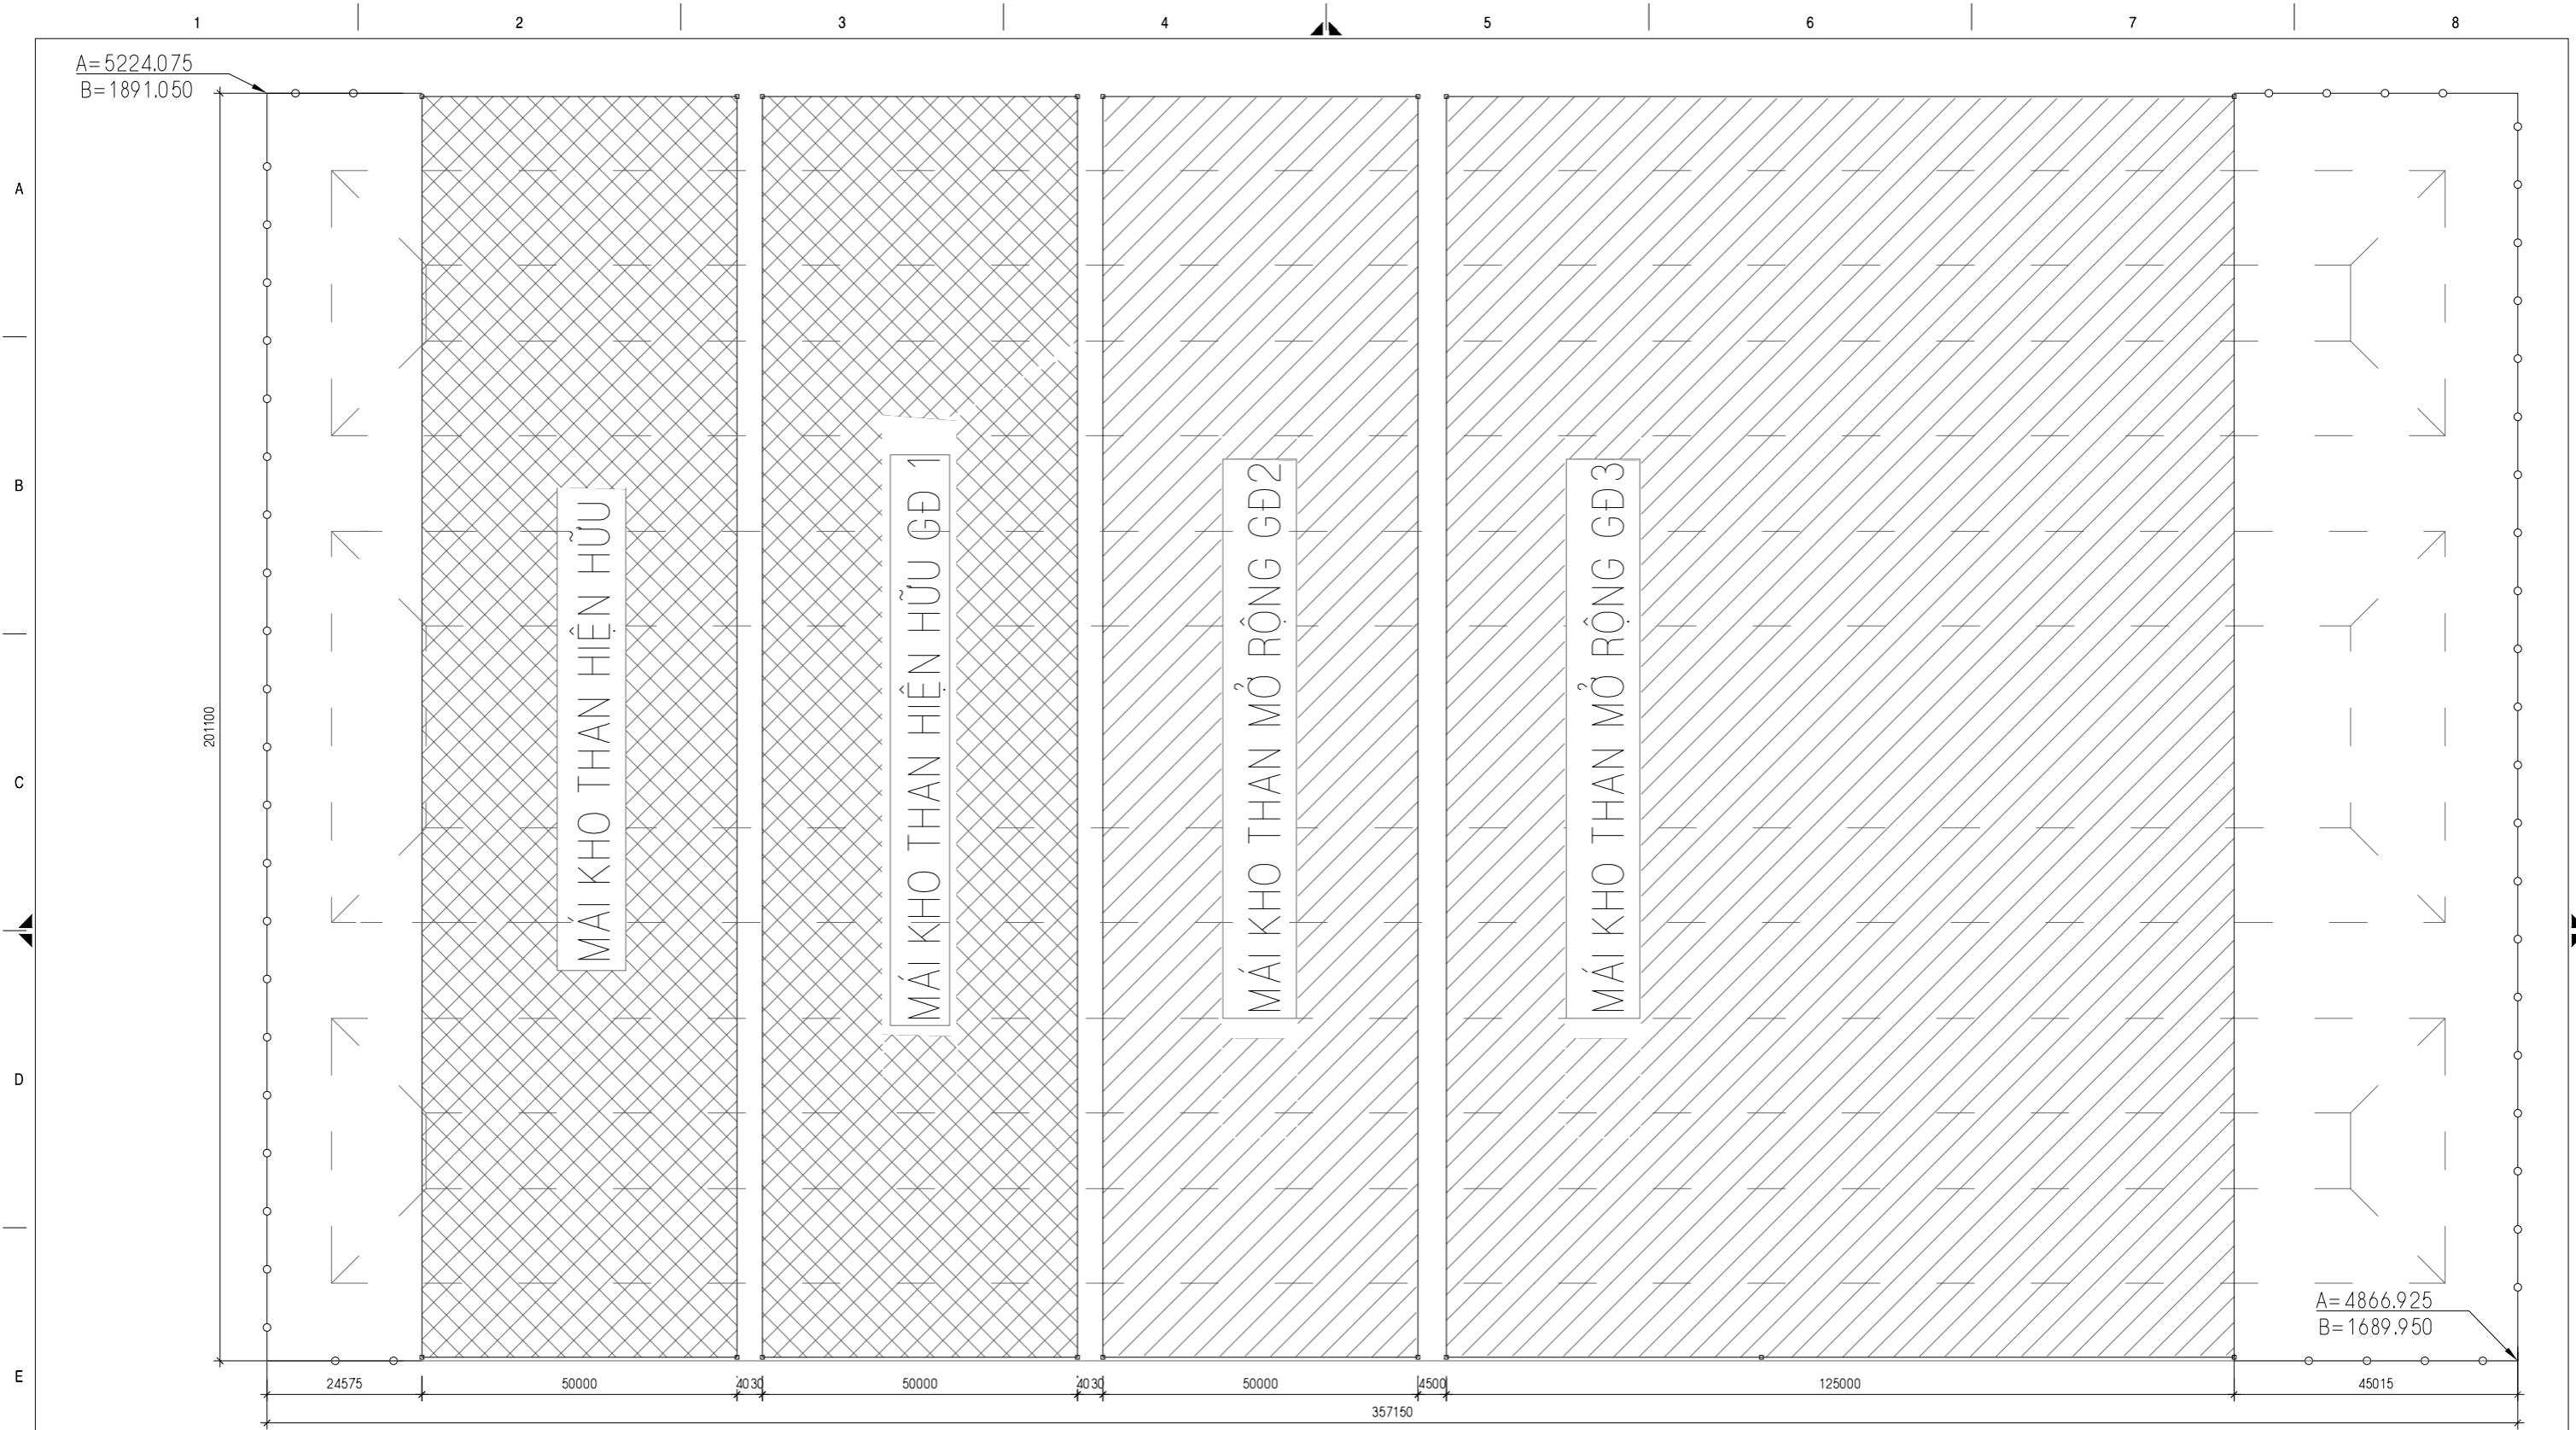 1 2 3 4 5 6 7 8
A=5224.075
B=1891.050
A
B
C
D
E
201100
MÁI KHO THAN HIỆN HỮU
MÁI KHO THAN HIỆN HỮU GĐ 1
MÁI KHO THAN MỞ RỘNG GĐ2
MÁI KHO THAN MỞ RỘNG GĐ3
A=4866.925
B=1689.950
24575 50000 4030 50000 4030 50000 4500 125000 45015
357150